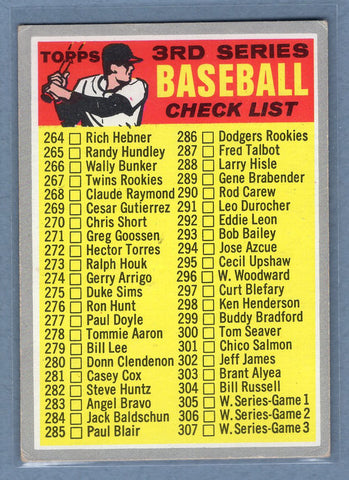 TOPPS 3RD SERIES
BASEBALL
CHECK LIST
264 Rich Hebner
265 Randy Hundley
266 Wally Bunker
267 Twins Rookies
268 Claude Raymond
269 Cesar Gutierrez
270 Chris Short
271 Greg Goossen
272 Hector Torres
273 Ralph Houk
274 Gerry Arrigo
275 Duke Sims
276 Ron Hunt
277 Paul Doyle
278 Tommie Aaron
279 Bill Lee
280 Donn Clendenon
281 Casey Cox
282 Steve Huntz
283 Angel Bravo
284 Jack Baldschun
285 Paul Blair
286 Dodgers Rookies
287 Fred Talbot
288 Larry Hisle
289 Gene Brabender
290 Rod Carew
291 Leo Durocher
292 Eddie Leon
293 Bob Bailey
294 Jose Azcue
295 Cecil Upshaw
296 W. Woodward
297 Curt Blefary
298 Ken Henderson
299 Buddy Bradford
300 Tom Seaver
301 Chico Salmon
302 Jeff James
303 Brant Alyea
304 Bill Russell
305 W. Series-Game 1
306 W. Series-Game 2
307 W. Series-Game 3